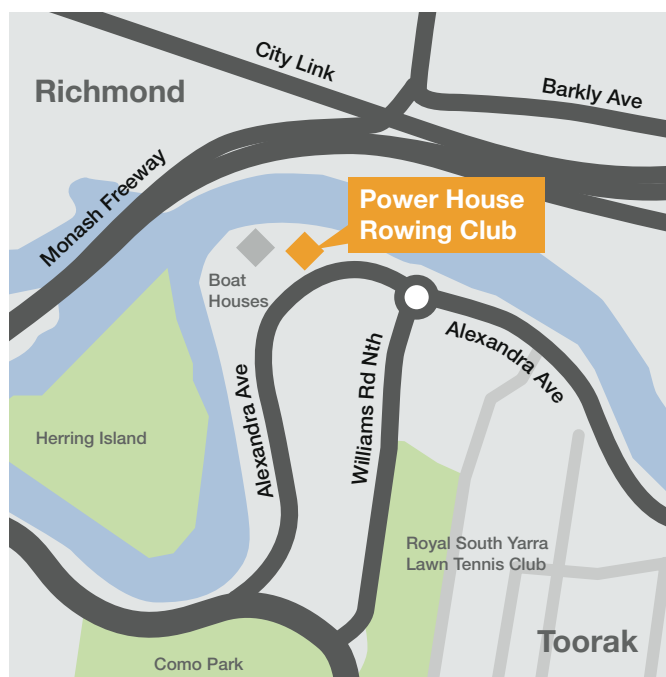 City Link
Richmond
Barkly Ave
Monash Freeway
Power House
Rowing Club
Boat
Houses
Alexandra Ave
Williams Rd Nth
Alexandra Ave
Herring Island
Royal South Yarra
Lawn Tennis Club
Toorak
Como Park